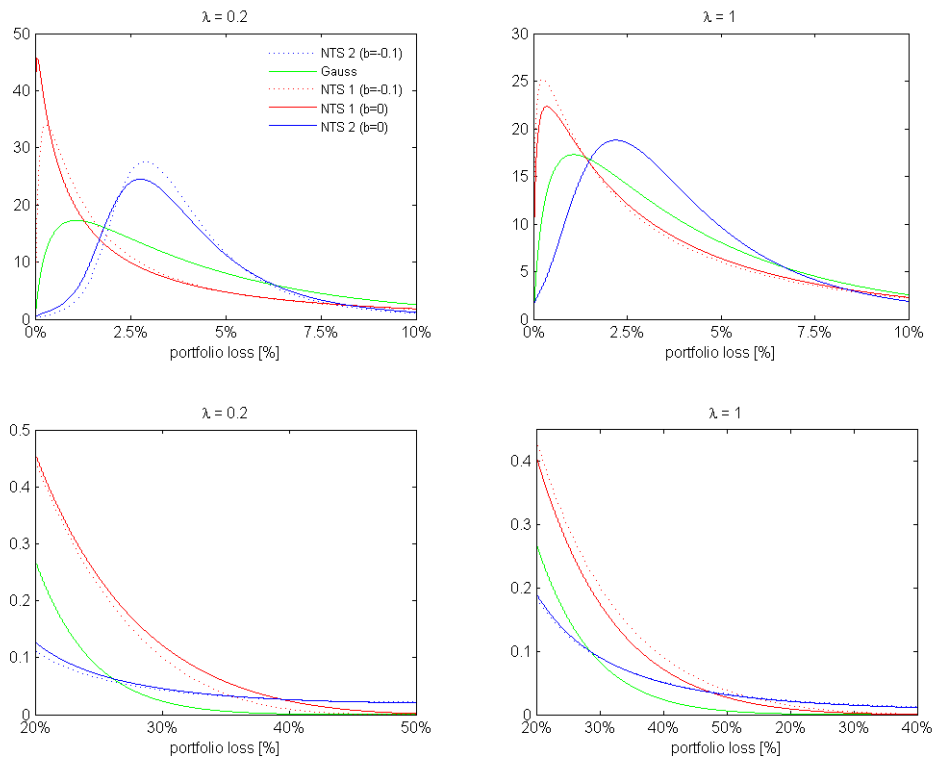 λ = 0.2
50
40
30
20
10
0
NTS 2 (b=-0.1)
Gauss
NTS 1 (b=-0.1)
NTS 1 (b=0)
NTS 2 (b=0)
0% 2.5% 5% 7.5% 10%
portfolio loss [%]
λ = 1
30
25
20
15
10
5
0
0% 2.5% 5% 7.5% 10%
portfolio loss [%]
λ = 0.2
0.5
0.4
0.3
0.2
0.1
0
20% 30% 40% 50%
portfolio loss [%]
λ = 1
0.4
0.3
0.2
0.1
0
20% 30% 40% 20% 30% 40%
portfolio loss [%]